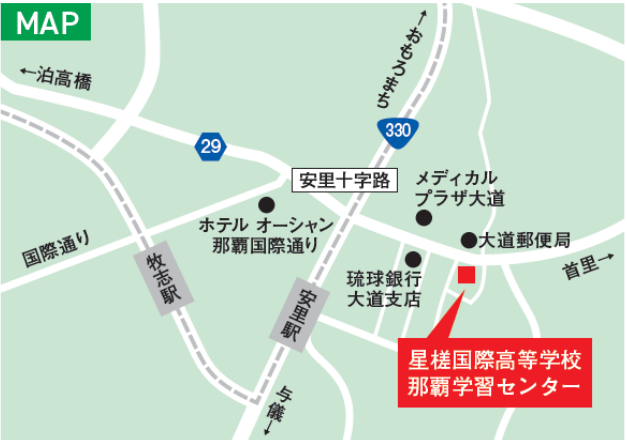 MAP
←泊高橋
←おもろまち
330
29
安里十字路
メディカル
プラザ大道
ホテル オーシャン
那覇国際通り
大道郵便局
国際通り
琉球銀行
大道支店
首里→
牧志駅
安里駅
星槎国際高等学校
那覇学習センター
与儀→